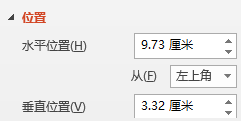 位置
水平位置(H) 9.73 厘米
从(F) 左上角
垂直位置(V) 3.32 厘米